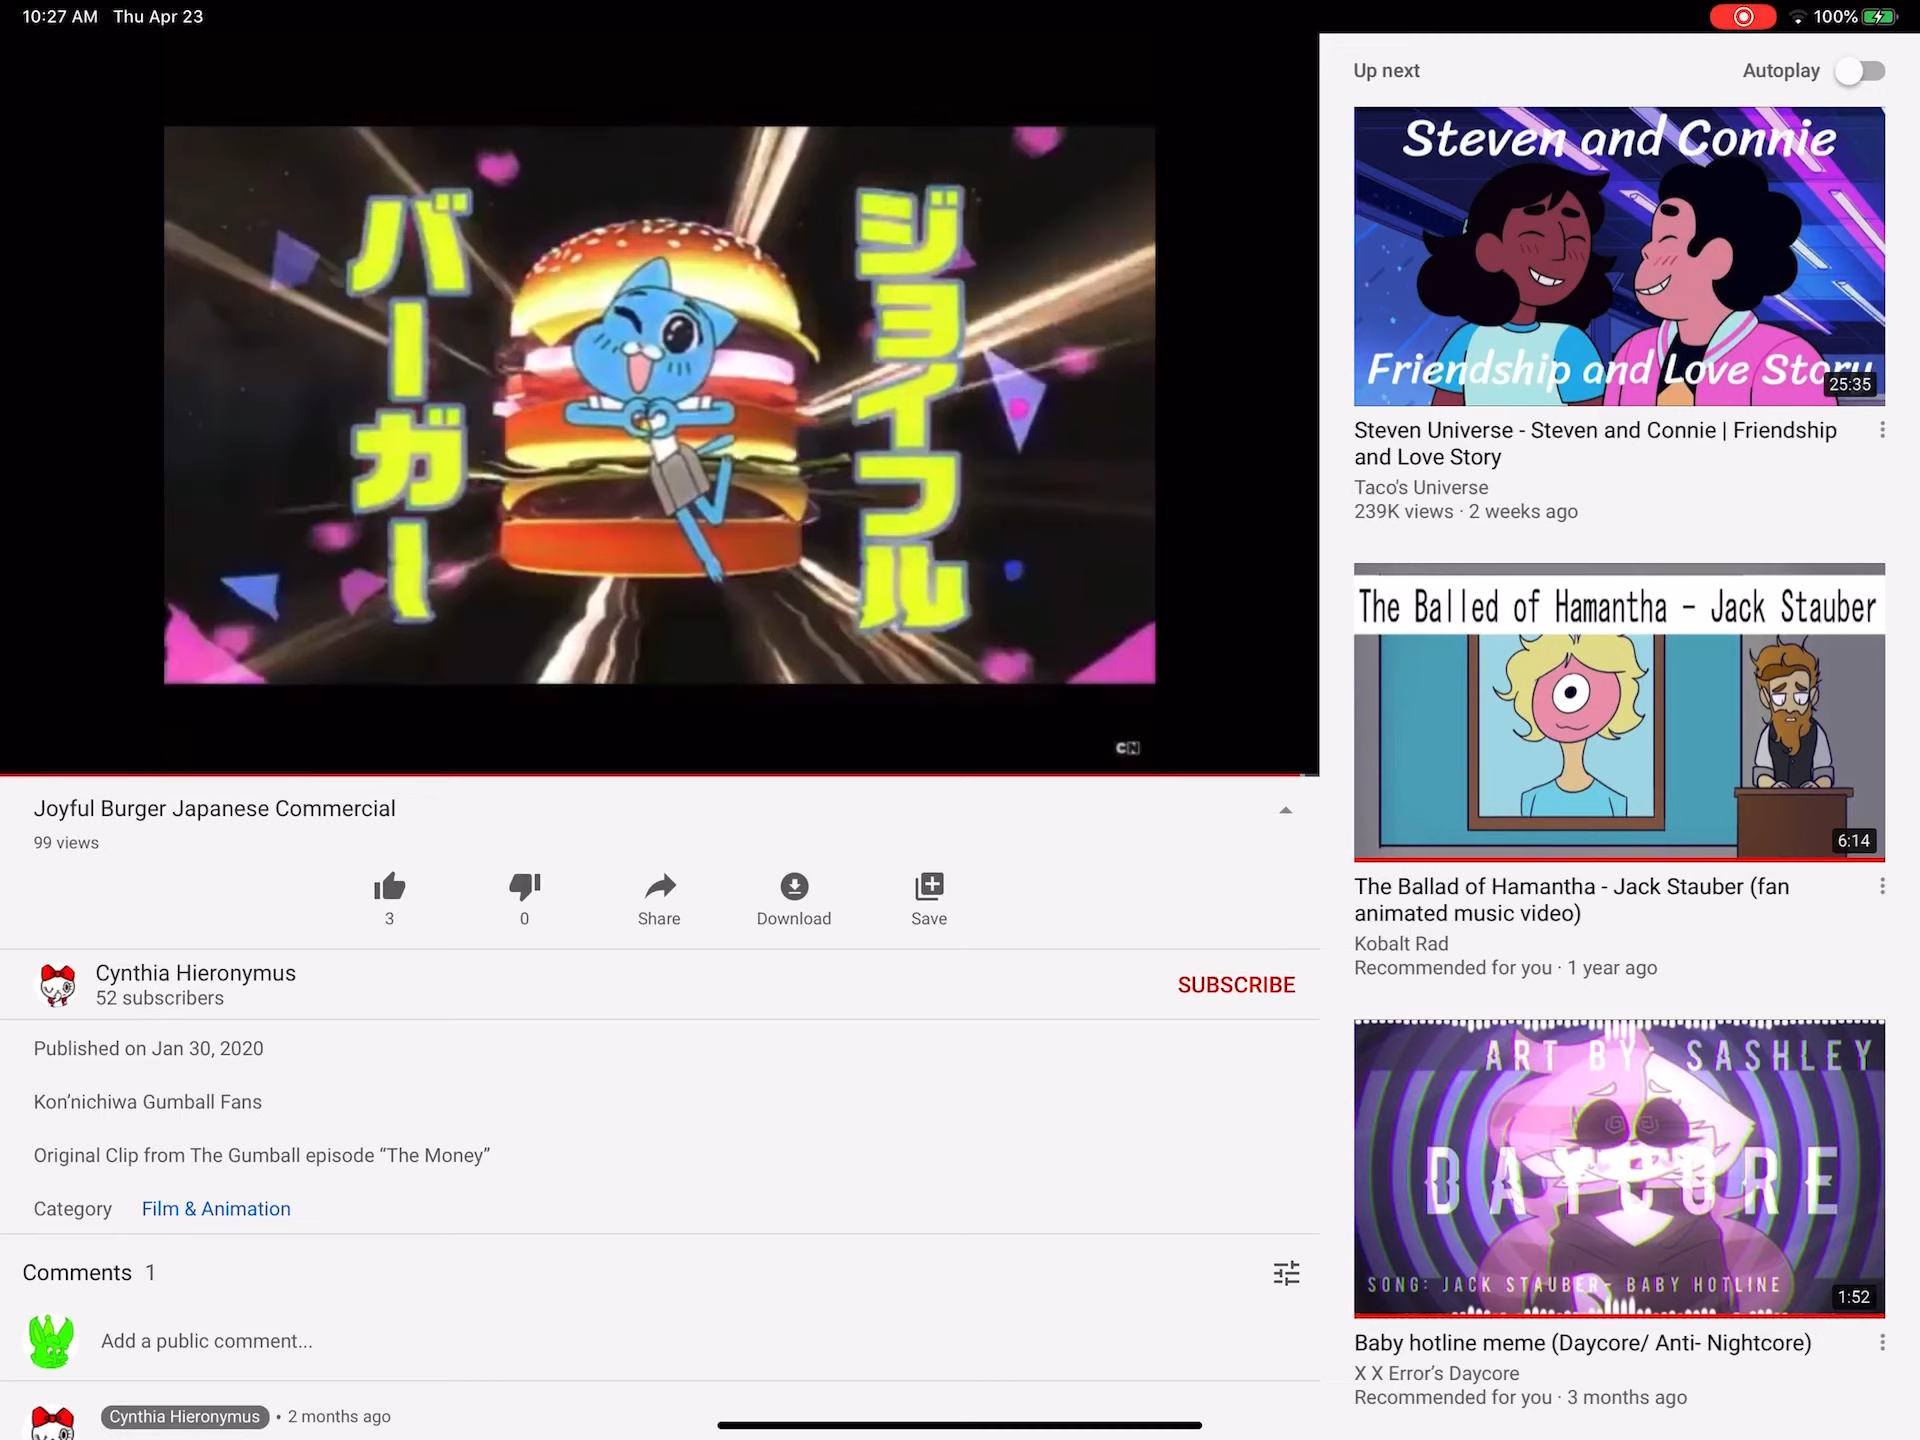 10:27 AM Thu Apr 23
100%
ジョイフル
バーガー
CN
Joyful Burger Japanese Commercial
99 views
3
0
Share
Download
Save
Cynthia Hieronymus
52 subscribers
SUBSCRIBE
Published on Jan 30, 2020
Kon’nichiwa Gumball Fans
Original Clip from The Gumball episode “The Money”
Category Film & Animation
Comments 1
Add a public comment...
Cynthia Hieronymus • 2 months ago
Up next
Autoplay
Steven and Connie
Friendship and Love Story
25:35
Steven Universe - Steven and Connie | Friendship
and Love Story
Taco's Universe
239K views · 2 weeks ago
The Balled of Hamantha - Jack Stauber
6:14
The Ballad of Hamantha - Jack Stauber (fan
animated music video)
Kobalt Rad
Recommended for you · 1 year ago
ART BY: SASHLEY
DAYCORE
SONG: JACK STAUBER- BABY HOTLINE
1:52
Baby hotline meme (Daycore/ Anti- Nightcore)
X X Error’s Daycore
Recommended for you · 3 months ago